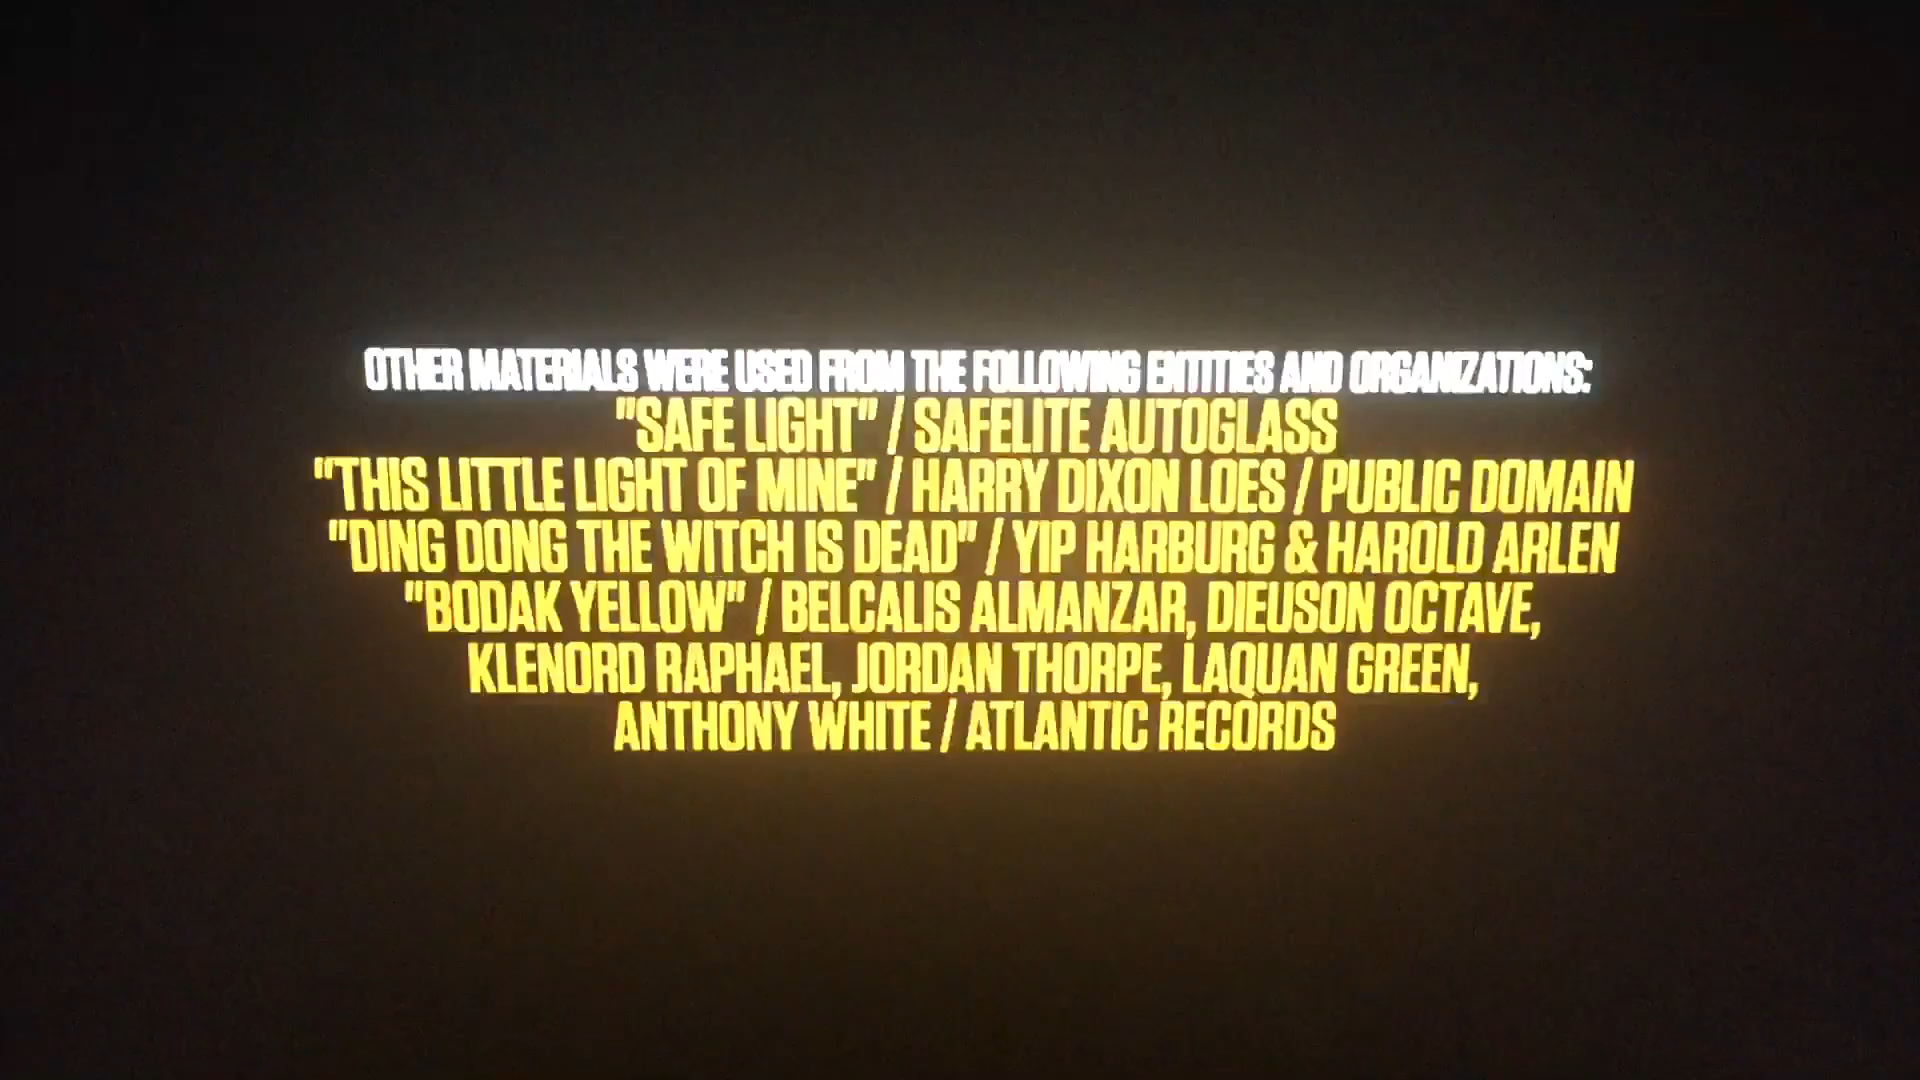 OTHER MATERIALS WERE USED FROM THE FOLLOWING ENTITIES AND ORGANIZATIONS:
"SAFE LIGHT" / SAFELITE AUTOGLASS
"THIS LITTLE LIGHT OF MINE" / HARRY DIXON LOES / PUBLIC DOMAIN
"DING DONG THE WITCH IS DEAD" / YIP HARBURG & HAROLD ARLEN
"BODAK YELLOW" / BELCALIS ALMANZAR, DIEUSON OCTAVE,
KLENORD RAPHAEL, JORDAN THORPE, LAQUAN GREEN,
ANTHONY WHITE / ATLANTIC RECORDS